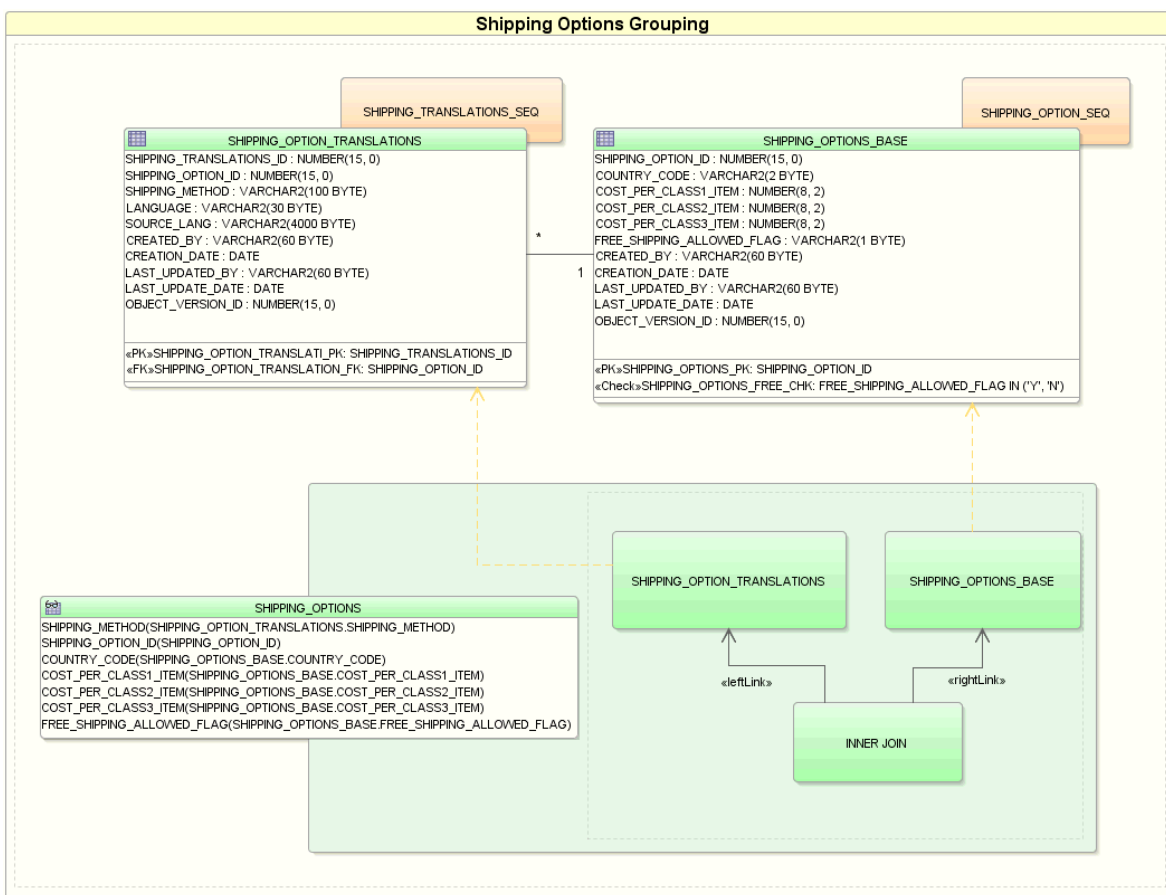 Shipping Options Grouping
SHIPPING_TRANSLATIONS_SEQ
SHIPPING_OPTION_TRANSLATIONS
SHIPPING_TRANSLATIONS_ID : NUMBER(15, 0)
SHIPPING_OPTION_ID : NUMBER(15, 0)
SHIPPING_METHOD : VARCHAR2(100 BYTE)
LANGUAGE : VARCHAR2(30 BYTE)
SOURCE_LANG : VARCHAR2(4000 BYTE)
CREATED_BY : VARCHAR2(60 BYTE)
CREATION_DATE : DATE
LAST_UPDATED_BY : VARCHAR2(60 BYTE)
LAST_UPDATE_DATE : DATE
OBJECT_VERSION_ID : NUMBER(15, 0)
«PK»SHIPPING_OPTION_TRANSLATI_PK: SHIPPING_TRANSLATIONS_ID
«FK»SHIPPING_OPTION_TRANSLATION_FK: SHIPPING_OPTION_ID
*
1
SHIPPING_OPTION_SEQ
SHIPPING_OPTIONS_BASE
SHIPPING_OPTION_ID : NUMBER(15, 0)
COUNTRY_CODE : VARCHAR2(2 BYTE)
COST_PER_CLASS1_ITEM : NUMBER(8, 2)
COST_PER_CLASS2_ITEM : NUMBER(8, 2)
COST_PER_CLASS3_ITEM : NUMBER(8, 2)
FREE_SHIPPING_ALLOWED_FLAG : VARCHAR2(1 BYTE)
CREATED_BY : VARCHAR2(60 BYTE)
CREATION_DATE : DATE
LAST_UPDATED_BY : VARCHAR2(60 BYTE)
LAST_UPDATE_DATE : DATE
OBJECT_VERSION_ID : NUMBER(15, 0)
«PK»SHIPPING_OPTIONS_PK: SHIPPING_OPTION_ID
«Check»SHIPPING_OPTIONS_FREE_CHK: FREE_SHIPPING_ALLOWED_FLAG IN ('Y', 'N')
SHIPPING_OPTION_TRANSLATIONS
SHIPPING_OPTIONS_BASE
«leftLink»
«rightLink»
INNER JOIN
SHIPPING_OPTIONS
SHIPPING_METHOD(SHIPPING_OPTION_TRANSLATIONS.SHIPPING_METHOD)
SHIPPING_OPTION_ID(SHIPPING_OPTION_ID)
COUNTRY_CODE(SHIPPING_OPTIONS_BASE.COUNTRY_CODE)
COST_PER_CLASS1_ITEM(SHIPPING_OPTIONS_BASE.COST_PER_CLASS1_ITEM)
COST_PER_CLASS2_ITEM(SHIPPING_OPTIONS_BASE.COST_PER_CLASS2_ITEM)
COST_PER_CLASS3_ITEM(SHIPPING_OPTIONS_BASE.COST_PER_CLASS3_ITEM)
FREE_SHIPPING_ALLOWED_FLAG(SHIPPING_OPTIONS_BASE.FREE_SHIPPING_ALLOWED_FLAG)